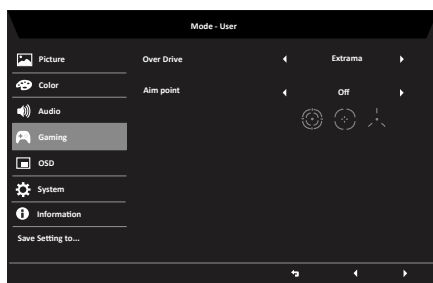 Mode - User
Picture
Over Drive
Extrama
Color
Aim point
Off
Audio
Gaming
OSD
System
Information
Save Setting to...